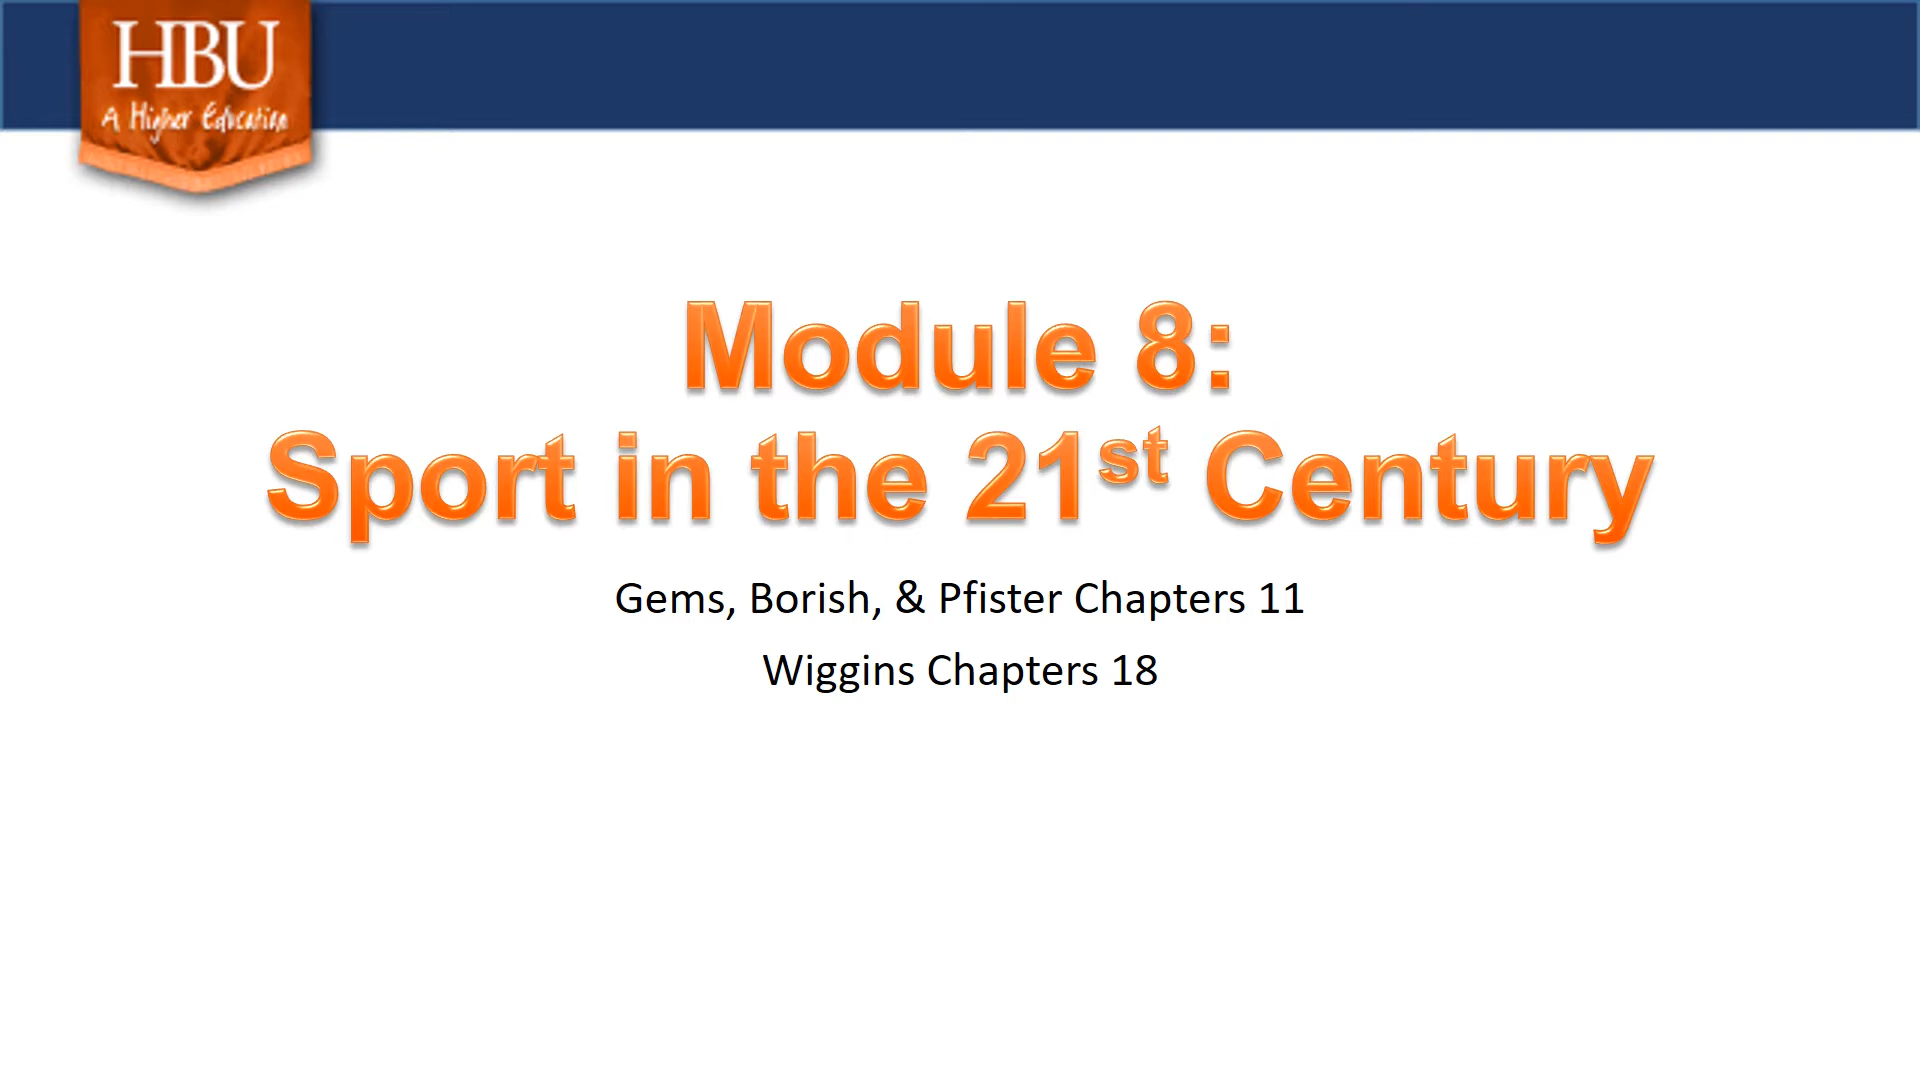 HBU
A Higher Education
Module 8:
Sport in the 21st Century
Gems, Borish, & Pfister Chapters 11
Wiggins Chapters 18